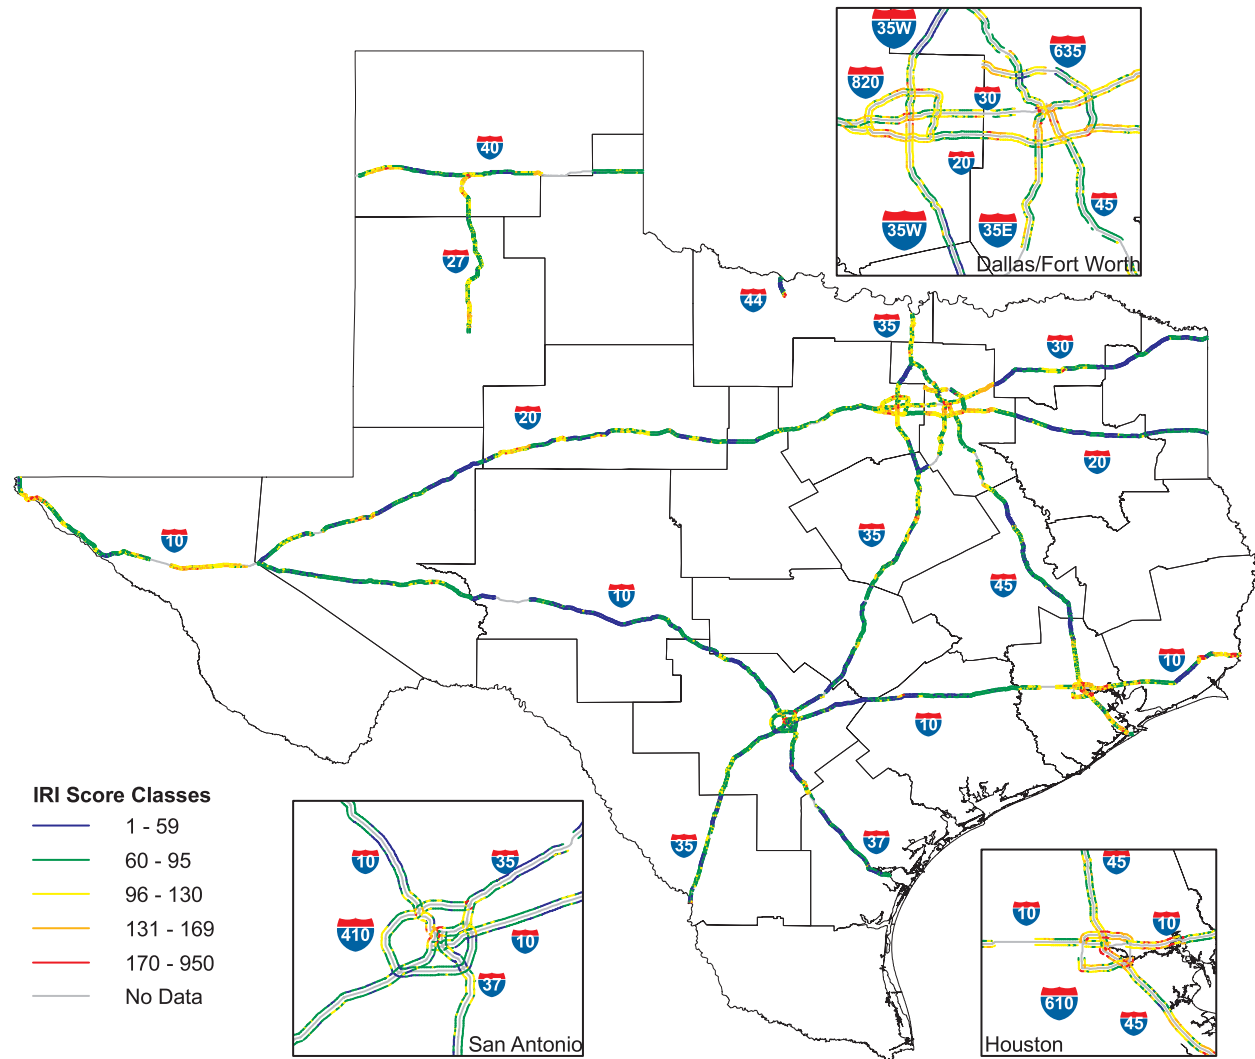 35W
635
820
30
20
35W
35E
45
Dallas/Fort Worth
40
27
44
35
30
20
20
10
35
45
10
10
10
35
37
IRI Score Classes
1 - 59
60 - 95
96 - 130
131 - 169
170 - 950
No Data
10
35
410
10
37
San Antonio
45
10
10
610
45
Houston